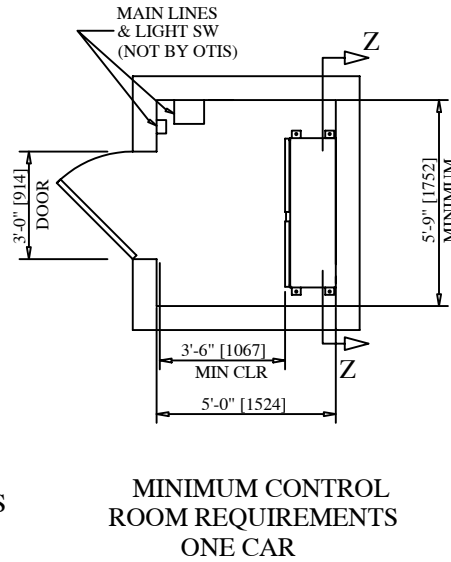 MAIN LINES
& LIGHT SW
(NOT BY OTIS)
Z
3'-0" [914]
DOOR
5'-9" [1752]
MINIMUM
3'-6" [1067]
MIN CLR
Z
5'-0" [1524]
S
MINIMUM CONTROL
ROOM REQUIREMENTS
ONE CAR